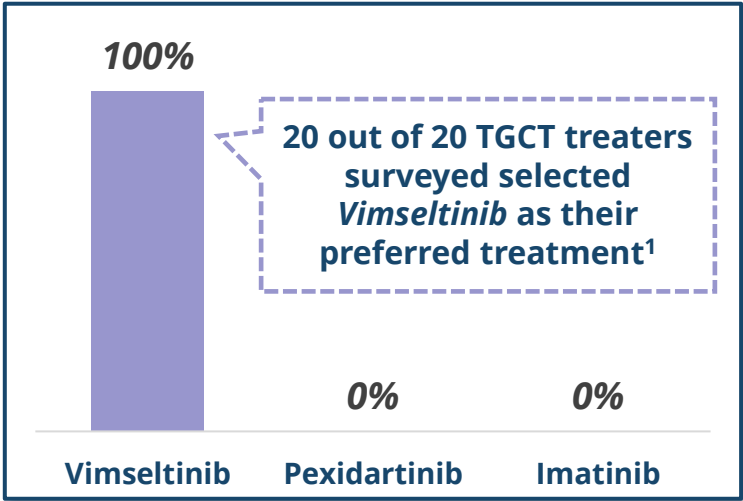 100%
20 out of 20 TGCT treaters
surveyed selected
Vimseltinib as their
preferred treatment¹
0%
0%
Vimseltinib
Pexidartinib
Imatinib